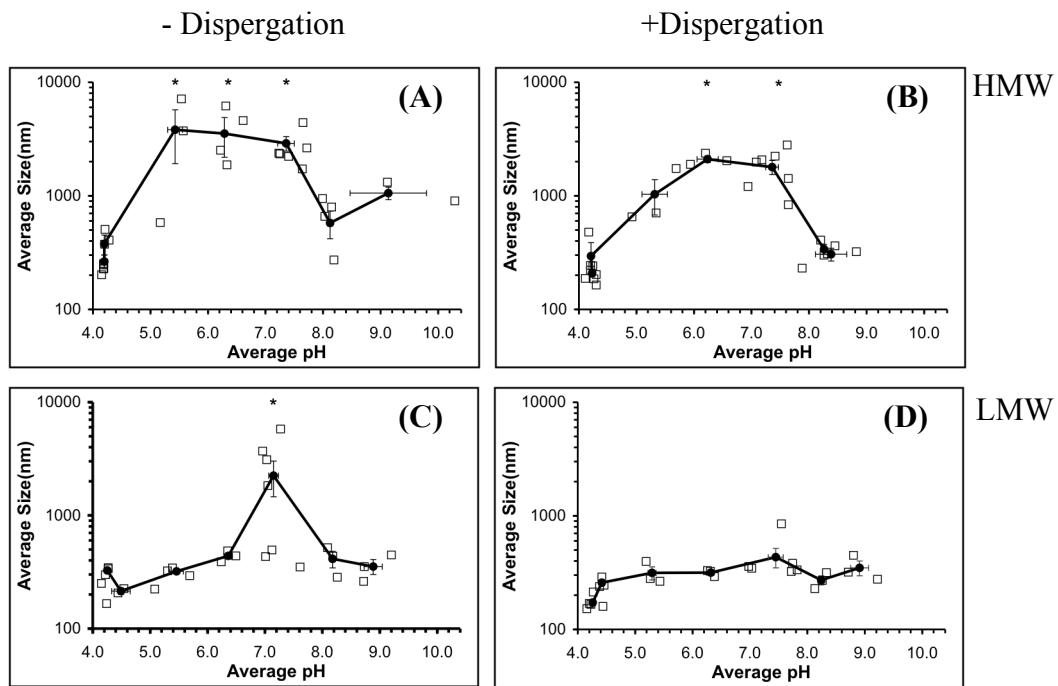 - Dispergation
+Dispergation
10000
1000
100
Average Size(nm)
* * *
(A)
4.0 5.0 6.0 7.0 8.0 9.0 10.0
Average pH
10000
1000
100
Average Size(nm)
* *
(B)
4.0 5.0 6.0 7.0 8.0 9.0 10.0
Average pH
HMW
10000
1000
100
Average Size(nm)
*
(C)
4.0 5.0 6.0 7.0 8.0 9.0 10.0
Average pH
10000
1000
100
Average Size(nm)
(D)
4.0 5.0 6.0 7.0 8.0 9.0 10.0
Average pH
LMW